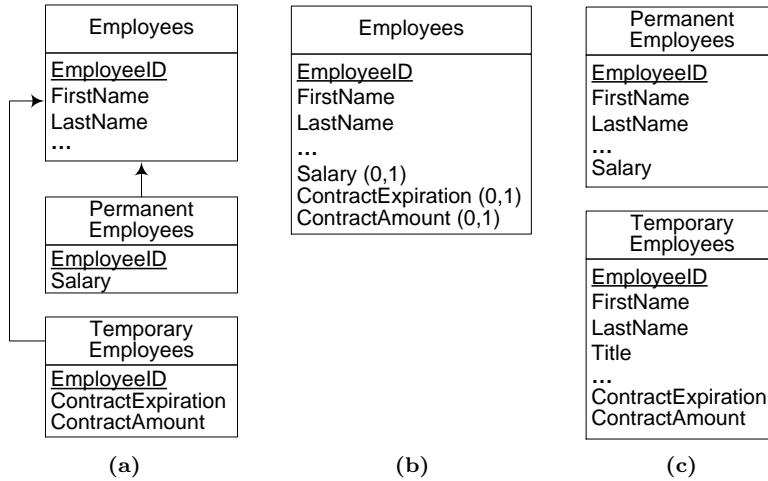 Employees
EmployeeID
FirstName
LastName
...
Permanent
Employees
EmployeeID
Salary
Temporary
Employees
EmployeeID
ContractExpiration
ContractAmount
(a)
Employees
EmployeeID
FirstName
LastName
...
Salary (0,1)
ContractExpiration (0,1)
ContractAmount (0,1)
(b)
Permanent
Employees
EmployeeID
FirstName
LastName
...
Salary
Temporary
Employees
EmployeeID
FirstName
LastName
Title
...
ContractExpiration
ContractAmount
(c)